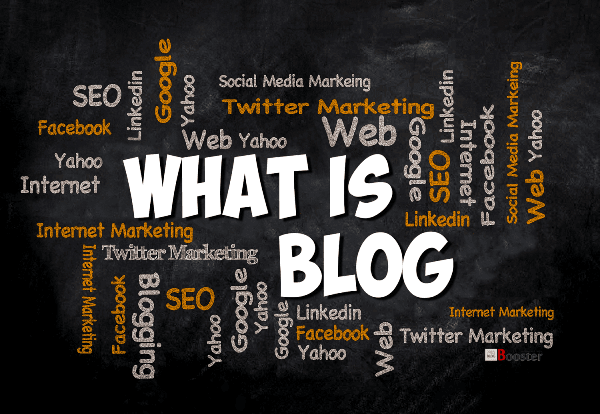 Google
SEO
Linkedin
Yahoo
Social Media Markeing
Twitter Marketing
Facebook
Web
Yahoo
Web
Google
SEO
Linkedin
Internet
Facebook
Social Media Markeing
Web
Yahoo
Yahoo
Internet
WHAT IS
BLOG
Linkedin
Internet Marketing
Twitter Marketing
Internet Marketing
Facebook
Blogging
SEO
Yahoo
Google
Yahoo
Google
Linkedin
Facebook
Yahoo
Web
Internet Marketing
Twitter Marketing
Booster